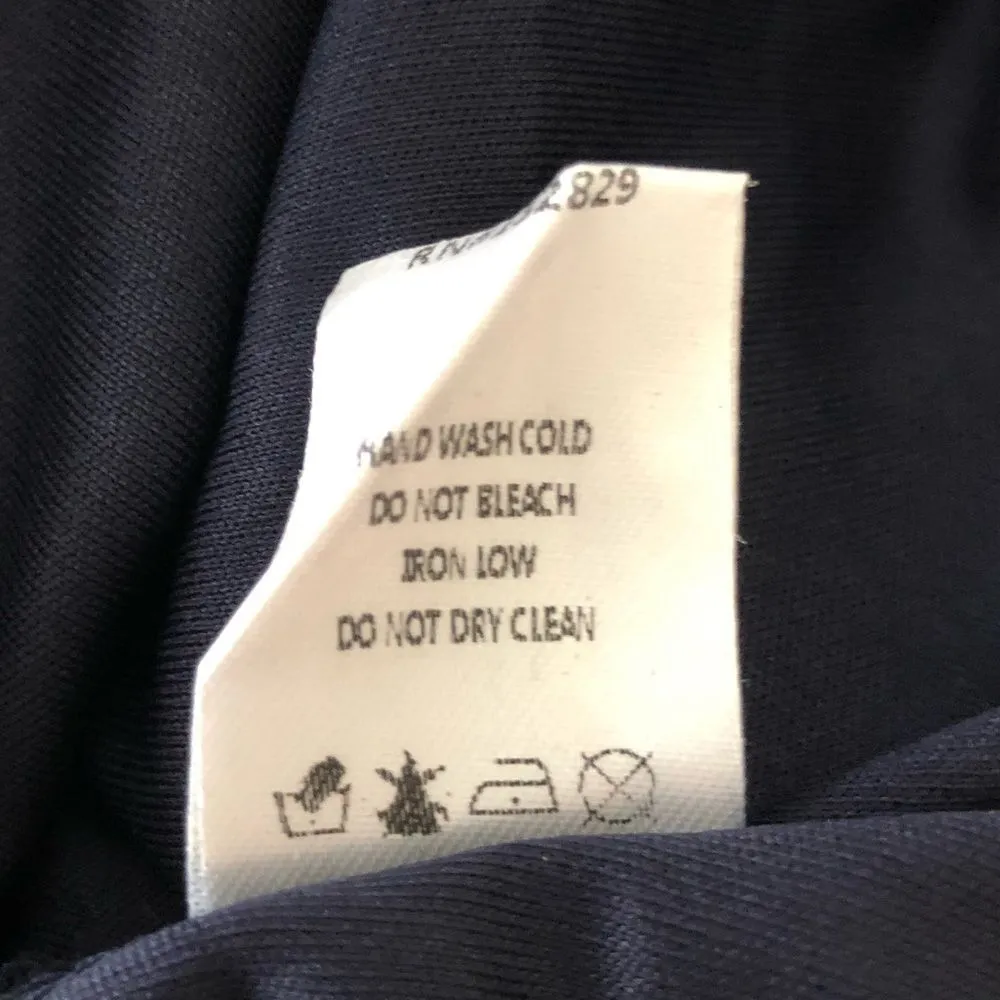 829
HAND WASH COLD
DO NOT BLEACH
IRON LOW
DO NOT DRY CLEAN